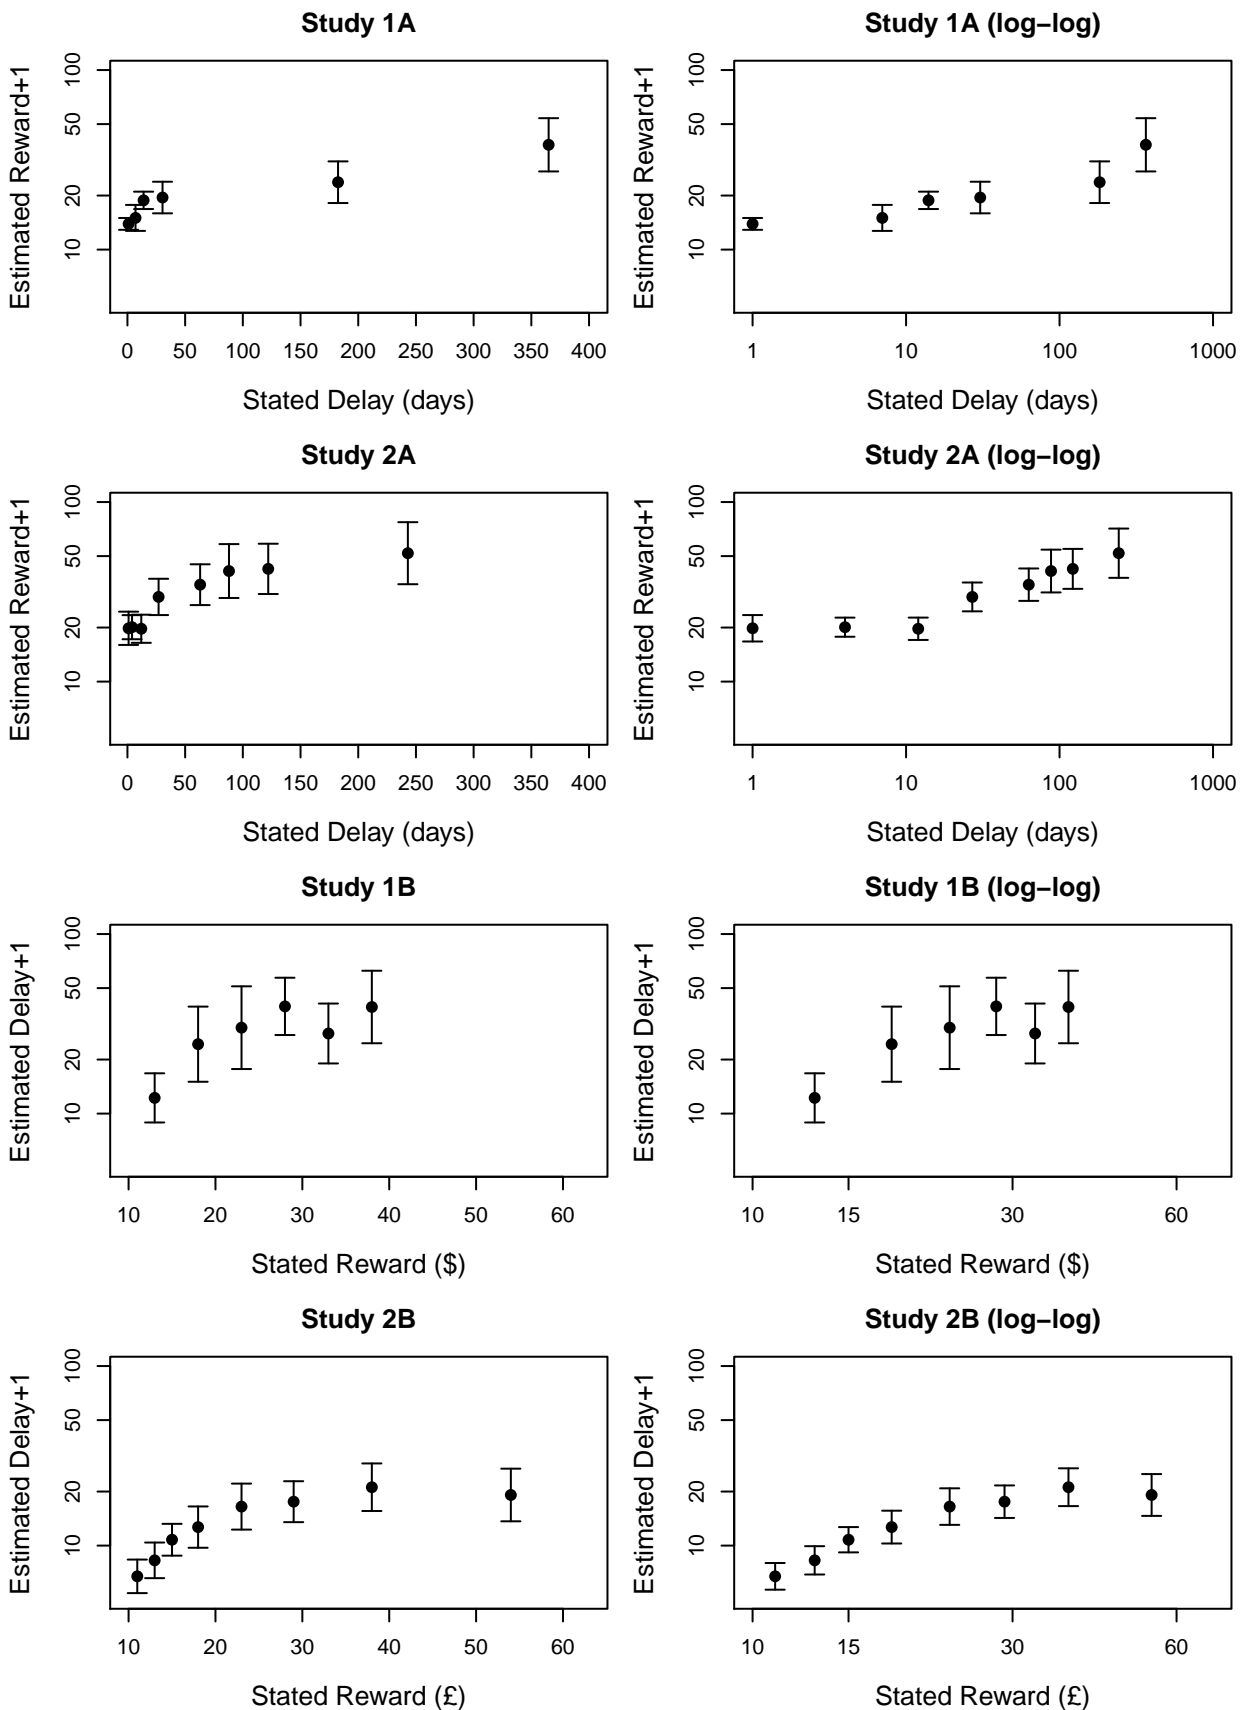 Study 1A
Estimated Reward+1
100
50
20
10
0 50 100 150 200 250 300 350 400
Stated Delay (days)
Study 1A (log–log)
Estimated Reward+1
100
50
20
10
1 10 100 1000
Stated Delay (days)
Study 2A
Estimated Reward+1
100
50
20
10
0 50 100 150 200 250 300 350 400
Stated Delay (days)
Study 2A (log–log)
Estimated Reward+1
100
50
20
10
1 10 100 1000
Stated Delay (days)
Study 1B
Estimated Delay+1
100
50
20
10
10 20 30 40 50 60
Stated Reward ($)
Study 1B (log–log)
Estimated Delay+1
100
50
20
10
10 15 30 60
Stated Reward ($)
Study 2B
Estimated Delay+1
100
50
20
10
10 20 30 40 50 60
Stated Reward (£)
Study 2B (log–log)
Estimated Delay+1
100
50
20
10
10 15 30 60
Stated Reward (£)